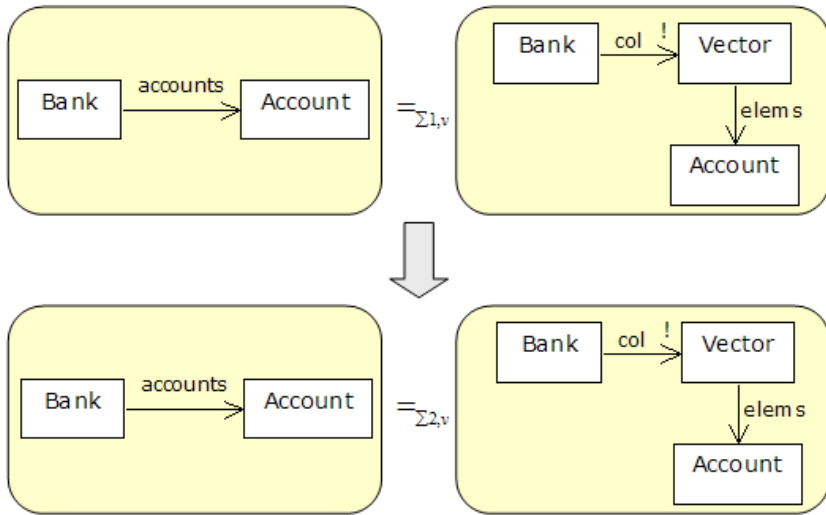 Bank
accounts
Account
=Σ1,v
Bank
col
!
Vector
elems
Account
Bank
accounts
Account
=Σ2,v
Bank
col
!
Vector
elems
Account